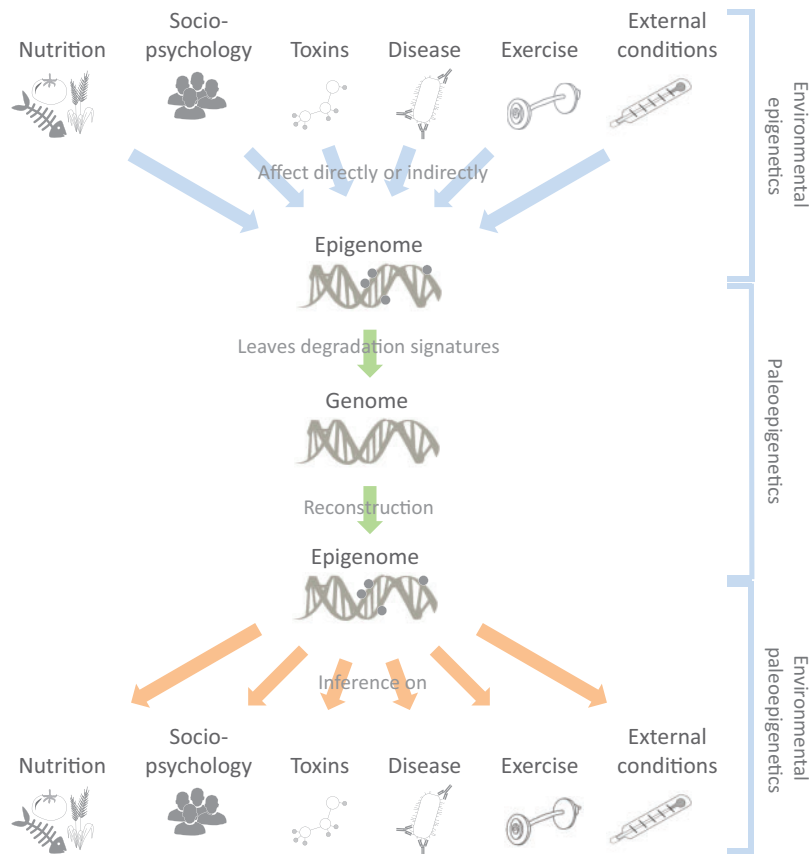 Nutrition
Socio-
psychology
Toxins
Disease
Exercise
External
conditions
Affect directly or indirectly
Epigenome
Leaves degradation signatures
Genome
Reconstruction
Epigenome
Inference on
Nutrition
Socio-
psychology
Toxins
Disease
Exercise
External
conditions
Environmental
epigenetics
Paleoepigenetics
Environmental
paleoepigenetics